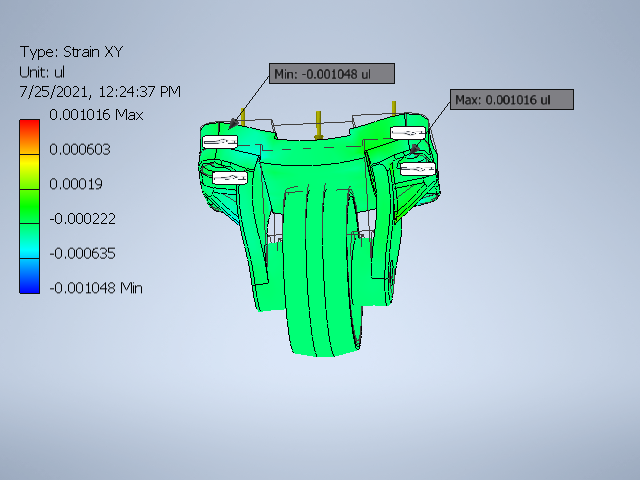 Type: Strain XY
Unit: ul
7/25/2021, 12:24:37 PM
0.001016 Max
0.000603
0.00019
-0.000222
-0.000635
-0.001048 Min
Min: -0.001048 ul
Max: 0.001016 ul